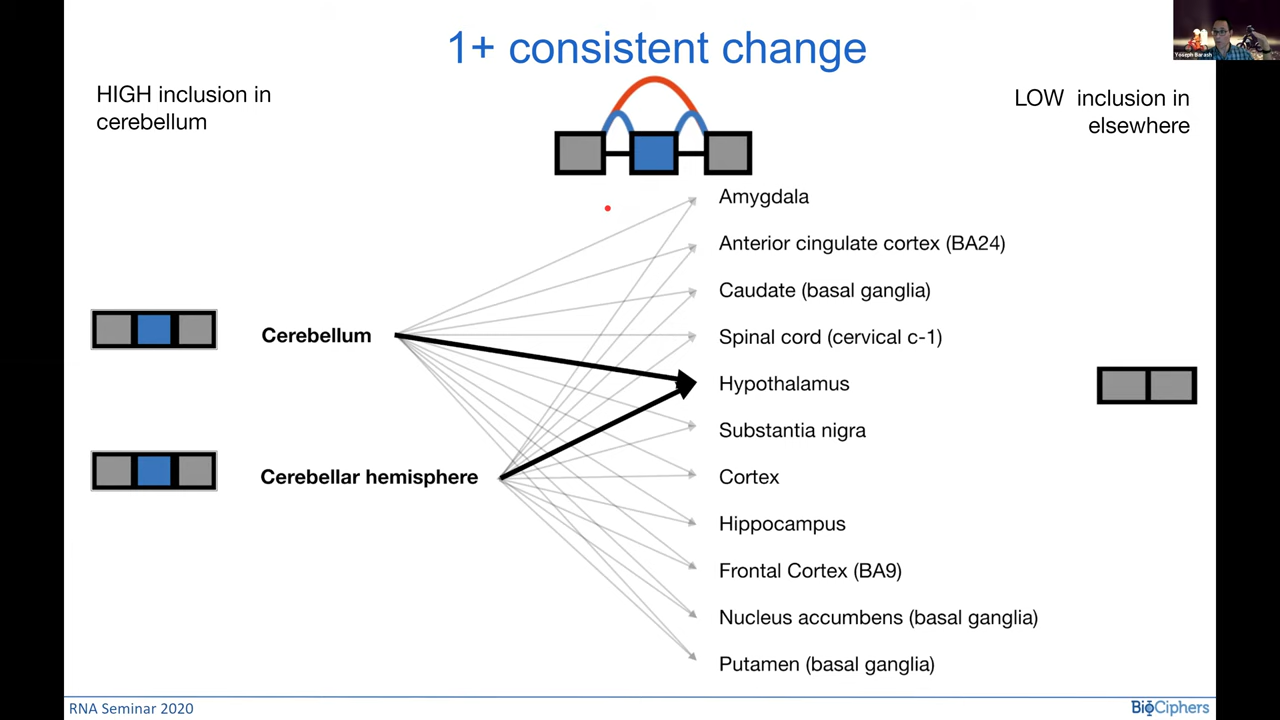 1+ consistent change
HIGH inclusion in
cerebellum
LOW inclusion in
elsewhere
Yoseph Barash
Amygdala
Anterior cingulate cortex (BA24)
Caudate (basal ganglia)
Spinal cord (cervical c-1)
Hypothalamus
Substantia nigra
Cortex
Hippocampus
Frontal Cortex (BA9)
Nucleus accumbens (basal ganglia)
Putamen (basal ganglia)
Cerebellum
Cerebellar hemisphere
RNA Seminar 2020
BioCiphers